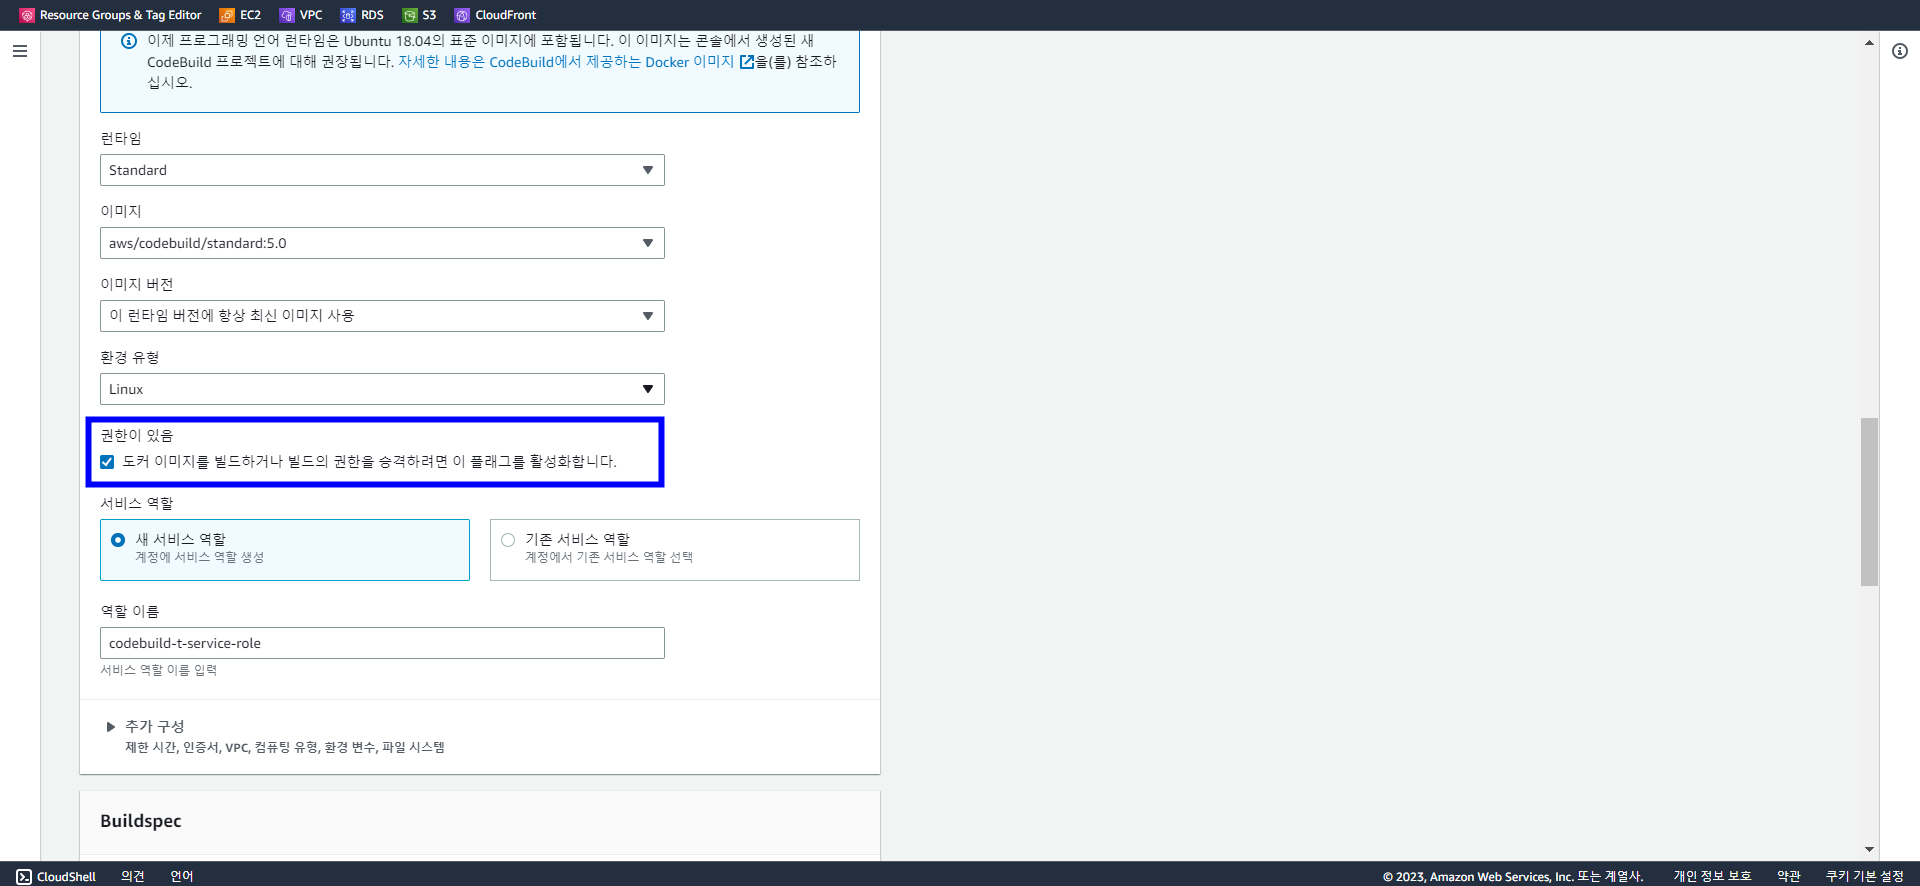 Resource Groups & Tag Editor EC2 VPC RDS S3 CloudFront
이제 프로그래밍 언어 런타임은 Ubuntu 18.04의 표준 이미지에 포함됩니다. 이 이미지는 콘솔에서 생성된 새
CodeBuild 프로젝트에 대해 권장됩니다. 자세한 내용은 CodeBuild에서 제공하는 Docker 이미지 을(를) 참조하
십시오.
런타임
Standard
이미지
aws/codebuild/standard:5.0
이미지 버전
이 런타임 버전에 항상 최신 이미지 사용
환경 유형
Linux
권한이 있음
도커 이미지를 빌드하거나 빌드의 권한을 승격하려면 이 플래그를 활성화합니다.
서비스 역할
새 서비스 역할
계정에 서비스 역할 생성
기존 서비스 역할
계정에서 기존 서비스 역할 선택
역할 이름
codebuild-t-service-role
서비스 역할 이름 입력
추가 구성
제한 시간, 인증서, VPC, 컴퓨팅 유형, 환경 변수, 파일 시스템
Buildspec
CloudShell 의견 언어 © 2023, Amazon Web Services, Inc. 또는 계열사. 개인 정보 보호 약관 쿠키 기본 설정